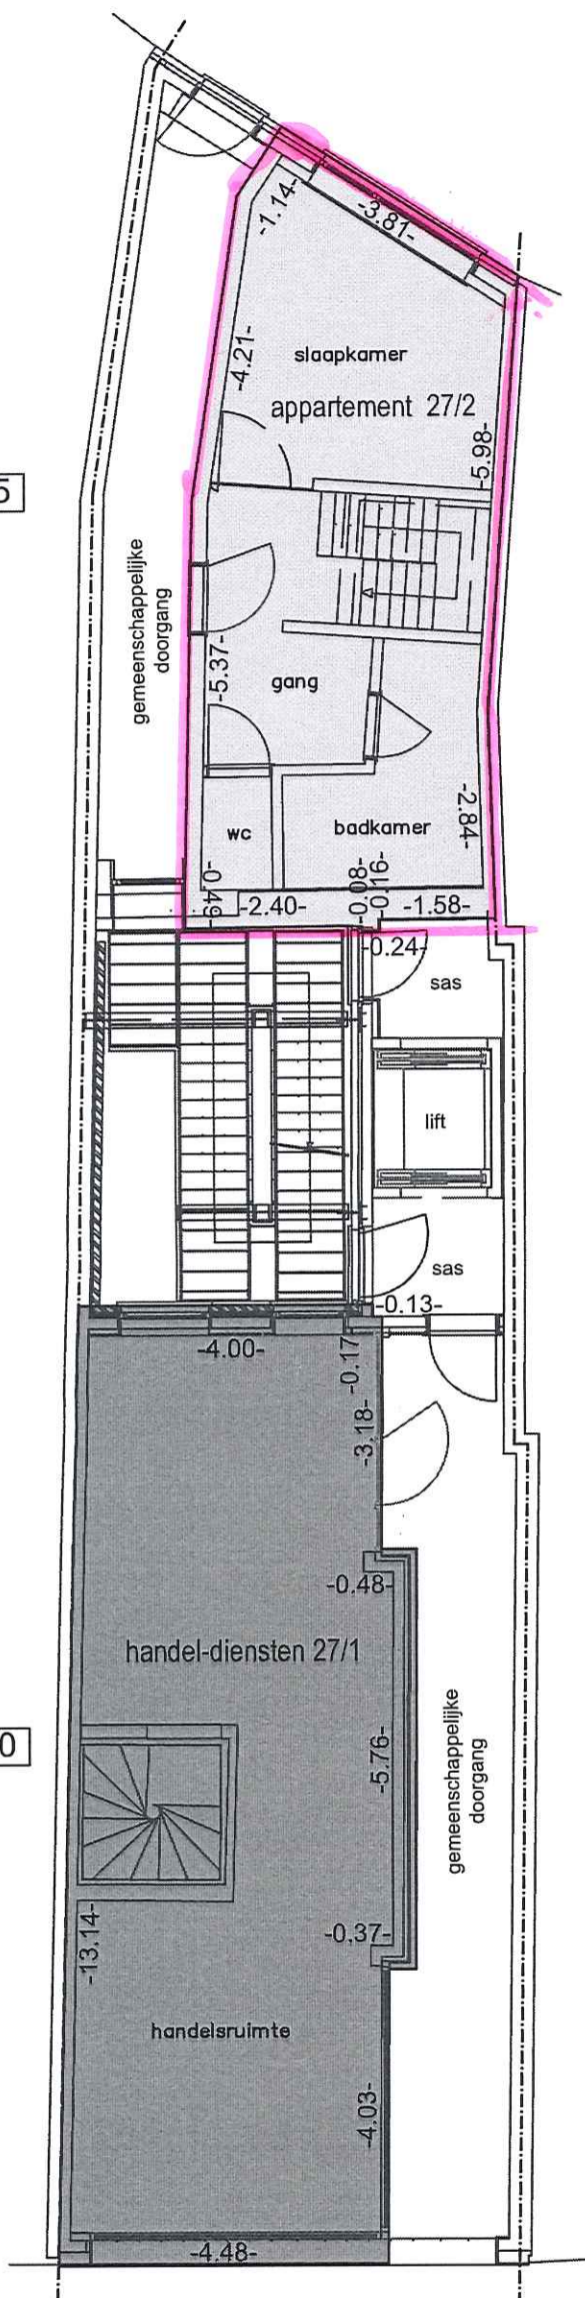 -1.14-
-3.81-
-4.21-
slaapkamer
appartement 27/2
-5.98-
5
gemeenschappelijke
doorgang
-5.37-
gang
-2.84-
wc
badkamer
-0.49-
-2.40-
-0.08-
0.16-
-1.58-
0.24-
sas
lift
sas
-0.13-
-4.00-
-0.17
-3.18-
-0.48-
handel-diensten 27/1
gemeenschappelijke
doorgang
0
-5.76-
-0.37-
-13.14-
handelsruimte
-4.03-
-4.48-